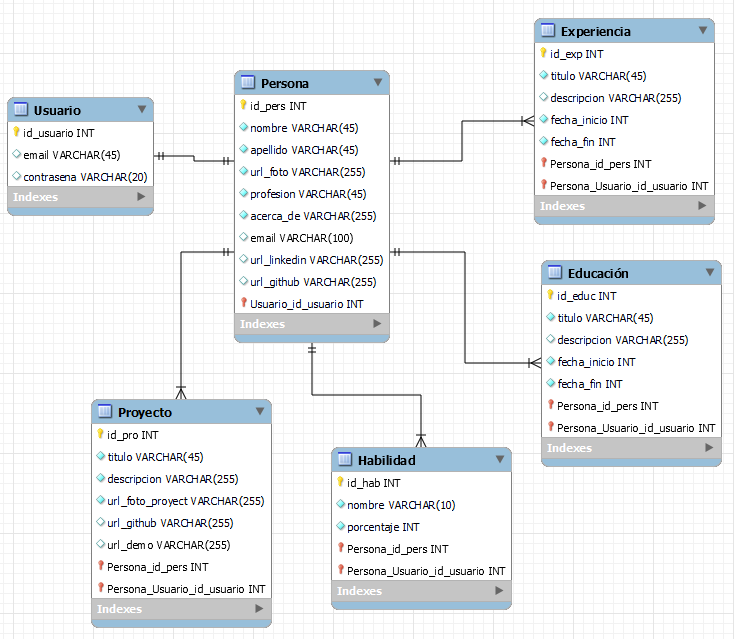 Usuario
id_usuario INT
email VARCHAR(45)
contrasena VARCHAR(20)
Indexes
Persona
id_pers INT
nombre VARCHAR(45)
apellido VARCHAR(45)
url_foto VARCHAR(255)
profesion VARCHAR(45)
acerca_de VARCHAR(255)
email VARCHAR(100)
url_linkedin VARCHAR(255)
url_github VARCHAR(255)
Usuario_id_usuario INT
Indexes
Experiencia
id_exp INT
titulo VARCHAR(45)
descripcion VARCHAR(255)
fecha_inicio INT
fecha_fin INT
Persona_id_pers INT
Persona_Usuario_id_usuario INT
Indexes
Educación
id_educ INT
titulo VARCHAR(45)
descripcion VARCHAR(255)
fecha_inicio INT
fecha_fin INT
Persona_id_pers INT
Persona_Usuario_id_usuario INT
Indexes
Proyecto
id_pro INT
titulo VARCHAR(45)
descripcion VARCHAR(255)
url_foto_proyect VARCHAR(255)
url_github VARCHAR(255)
url_demo VARCHAR(255)
Persona_id_pers INT
Persona_Usuario_id_usuario INT
Indexes
Habilidad
id_hab INT
nombre VARCHAR(10)
porcentaje INT
Persona_id_pers INT
Persona_Usuario_id_usuario INT
Indexes